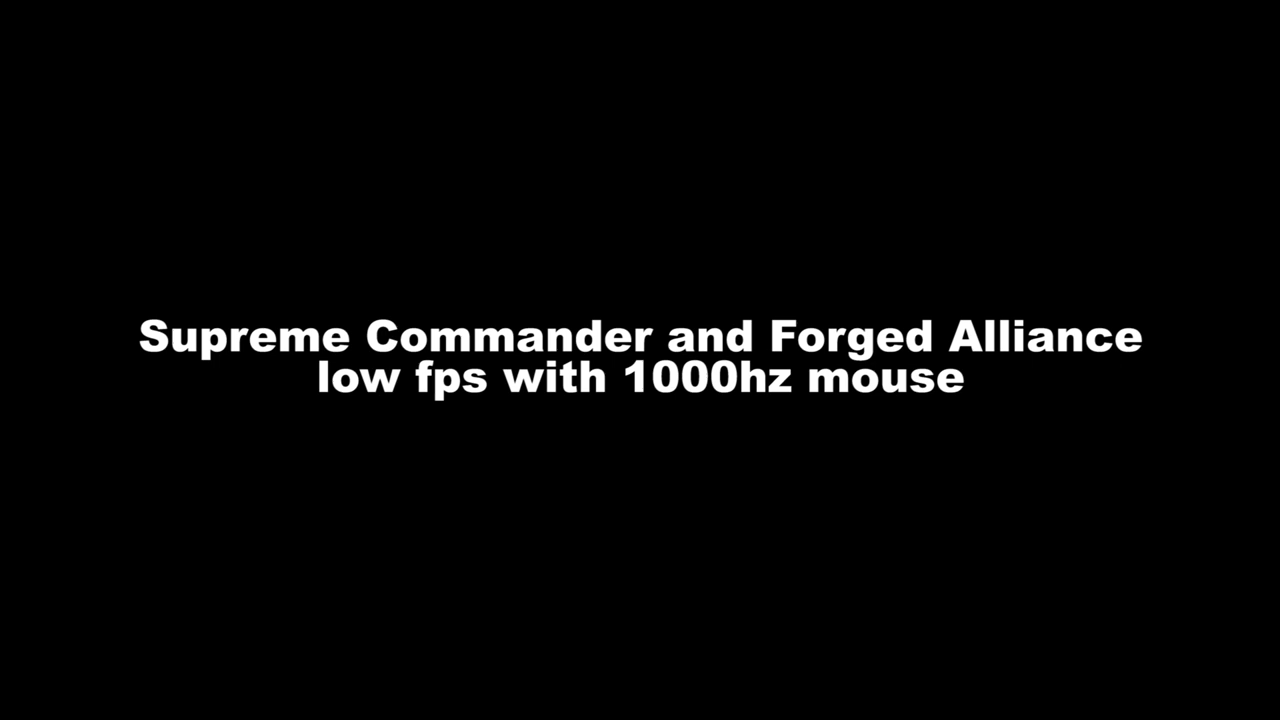 Supreme Commander and Forged Alliance
low fps with 1000hz mouse